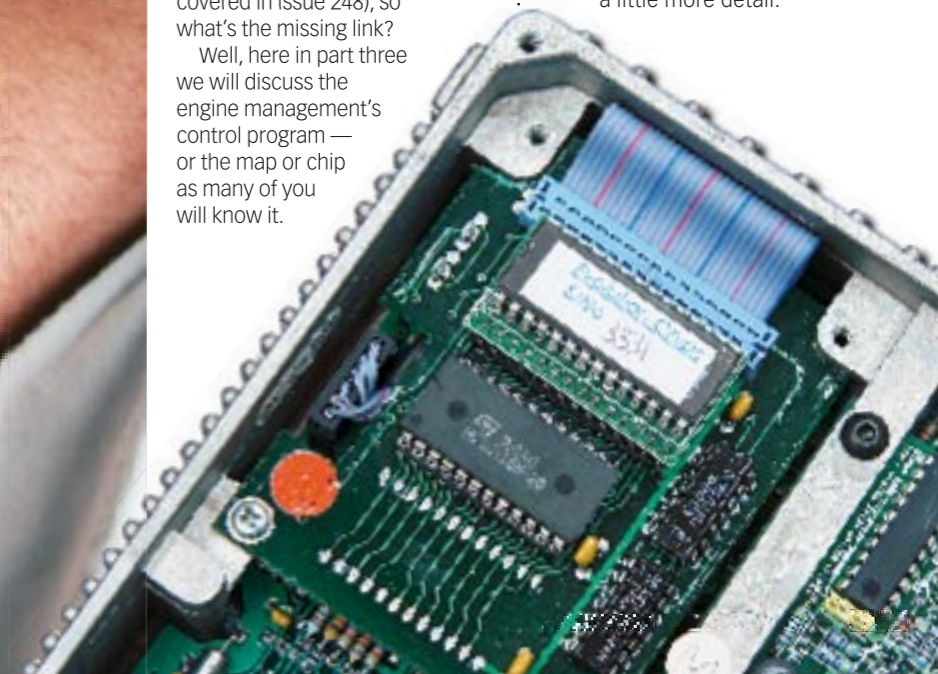 covered in issue 248), so
what's the missing link?
Well, here in part three
we will discuss the
engine management's
control program —
or the map or chip
as many of you
will know it.
a little more detail.